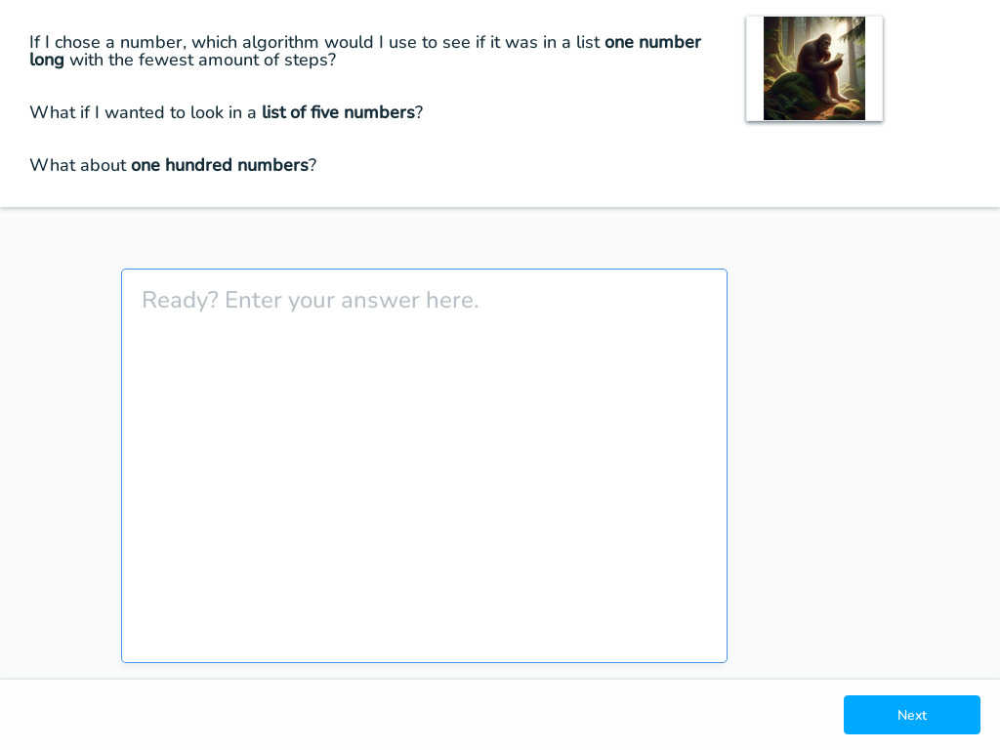 If I chose a number, which algorithm would I use to see if it was in a list one number
long with the fewest amount of steps?
What if I wanted to look in a list of five numbers?
What about one hundred numbers?
Ready? Enter your answer here.
Next